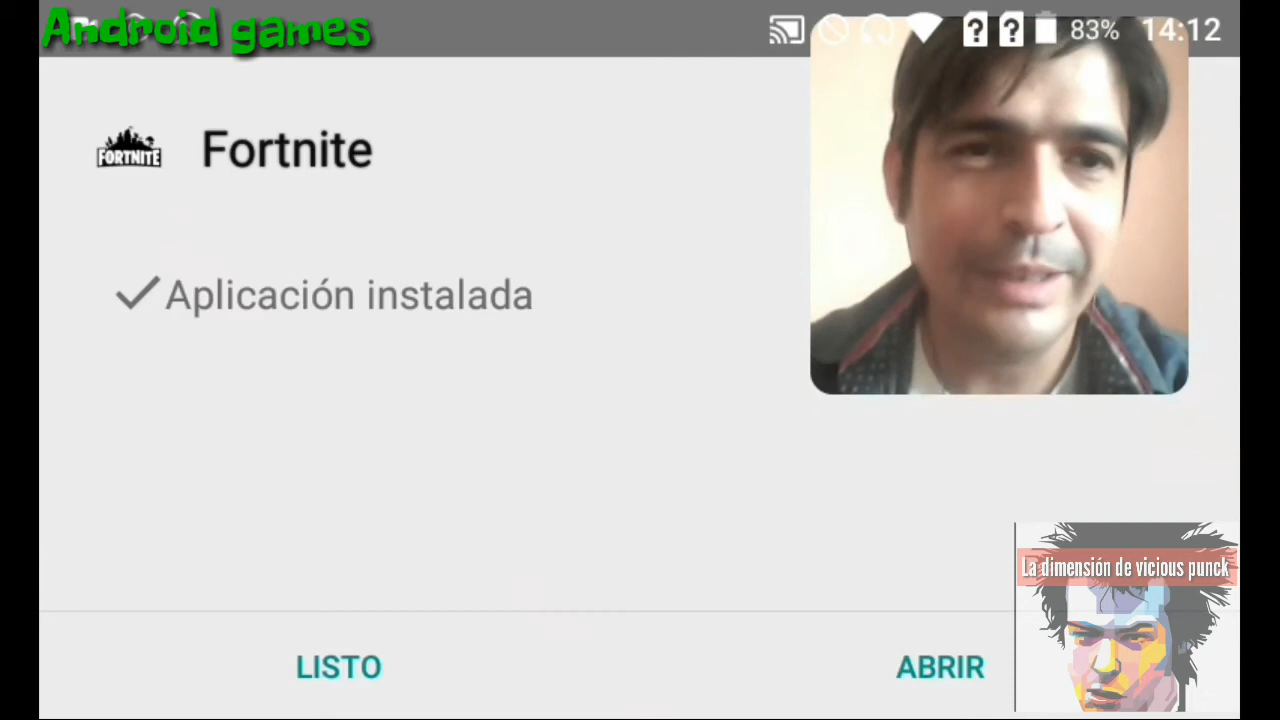 Android games
83% 14:12
FORTNITE
Fortnite
Aplicación instalada
La dimensión de vicious punck
LISTO
ABRIR